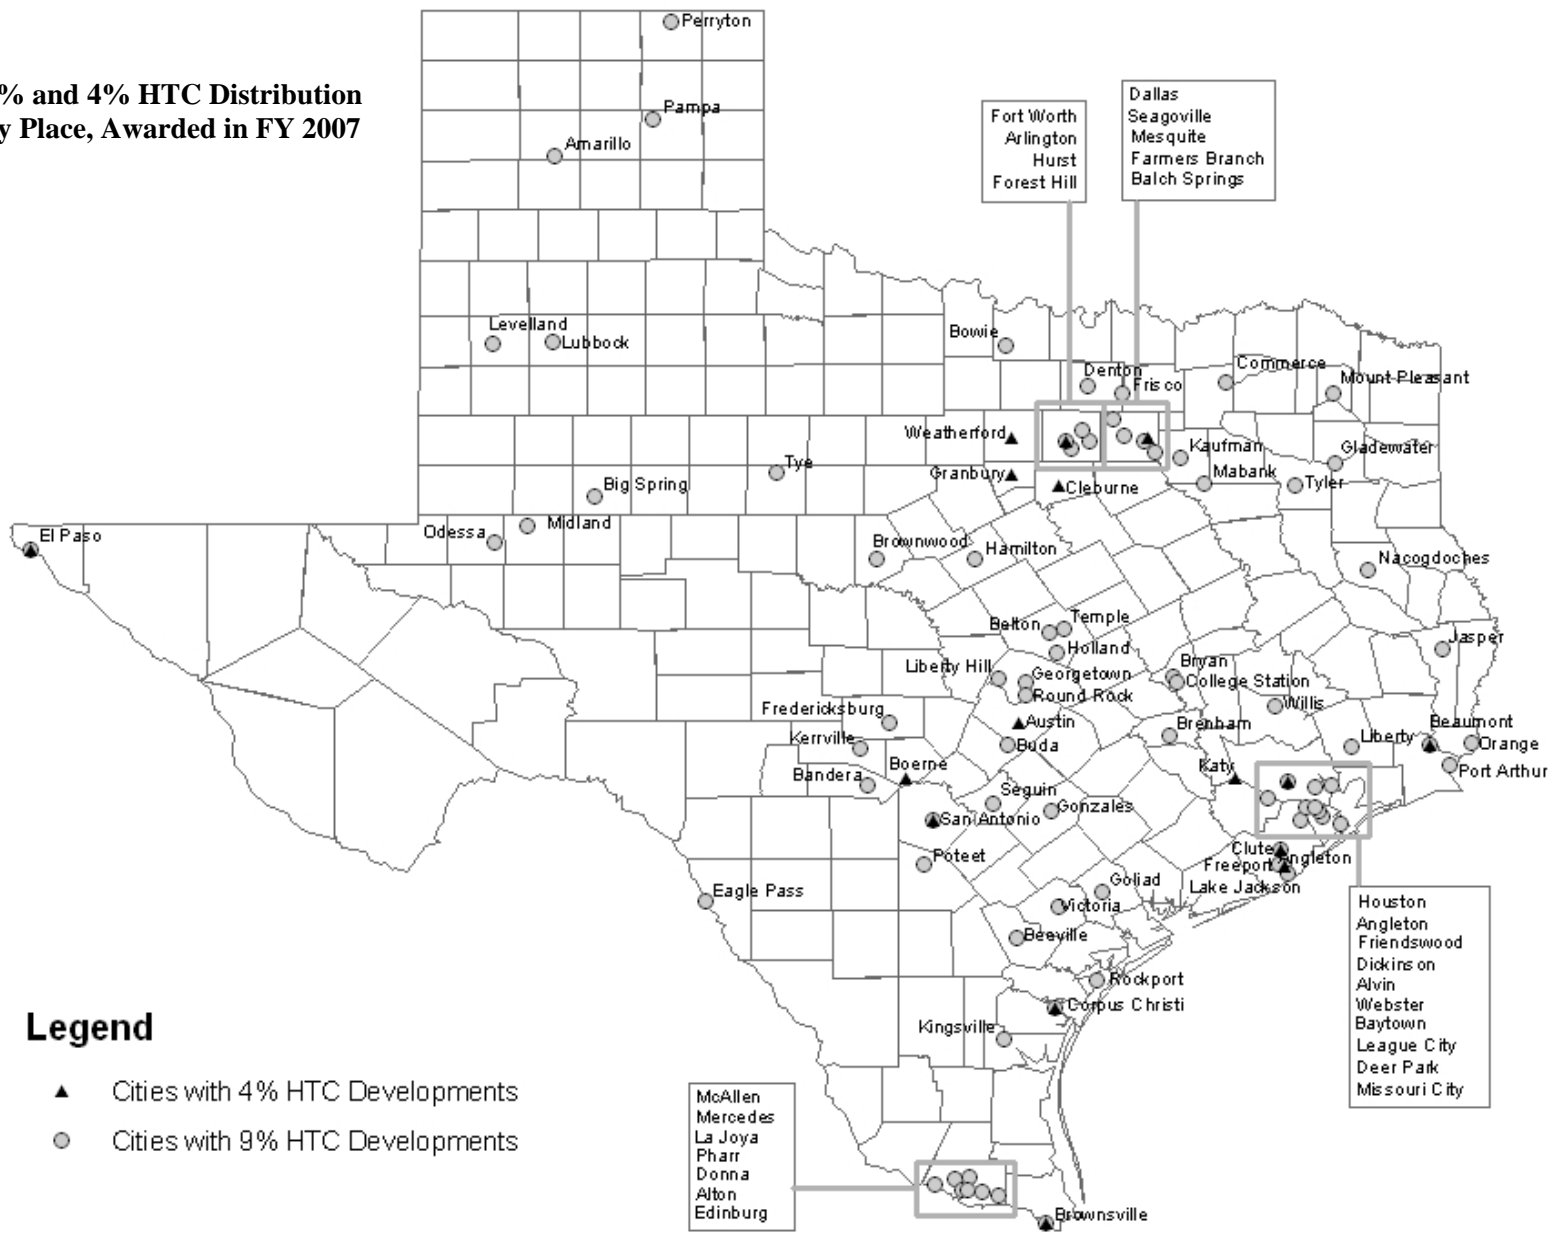 % and 4% HTC Distribution
y Place, Awarded in FY 2007
Perryton
Pampa
Amarillo
Fort Worth
Arlington
Hurst
Forest Hill
Dallas
Seagoville
Mesquite
Farmers Branch
Balch Springs
Levelland
Lubbock
Bowie
Denton
Frisco
Commerce
Mount Pleasant
Weatherford
Granbury
Cleburne
Kaufman
Mabank
Gladewater
Tyler
Tye
Big Spring
Midland
Odessa
El Paso
Brownwood
Hamilton
Nacogdoches
Belton
Temple
Holland
Jasper
Liberty Hill
Georgetown
Round Rock
Bryan
College Station
Willis
Fredericksburg
Austin
Brenham
Beaumont
Kerrville
Buda
Liberty
Orange
Boerne
Katy
Port Arthur
Bandera
Seguin
Gonzales
San Antonio
Poteet
Clute
Angleton
Freeport
Lake Jackson
Eagle Pass
Goliad
Victoria
Beeville
Rockport
Corpus Christi
Kingsville
Houston
Angleton
Friendswood
Dickinson
Alvin
Webster
Baytown
League City
Deer Park
Missouri City
Legend
Cities with 4% HTC Developments
Cities with 9% HTC Developments
McAllen
Mercedes
La Joya
Pharr
Donna
Alton
Edinburg
Brownsville